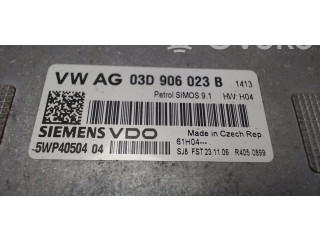 VW AG 03D 906 023 B 1413
Petrol SIMOS 9.1 HW: H04
SIEMENS VDO Made in Czech Rep.
5WP40504 04 61H04---
SJ8 FST 23.11.06 R405 0899